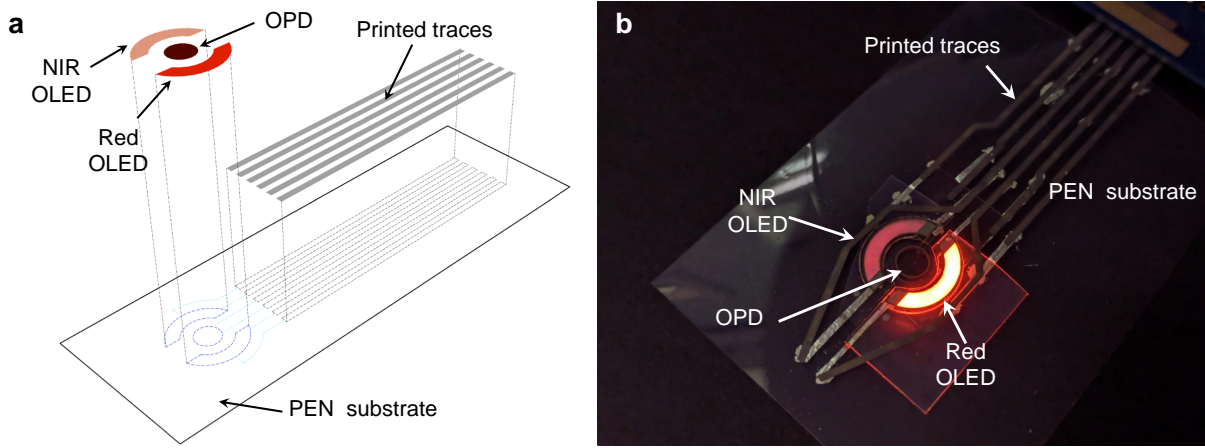 a
OPD
Printed traces
NIR
OLED
Red
OLED
PEN substrate
b
Printed traces
NIR
OLED
PEN substrate
OPD
Red
OLED